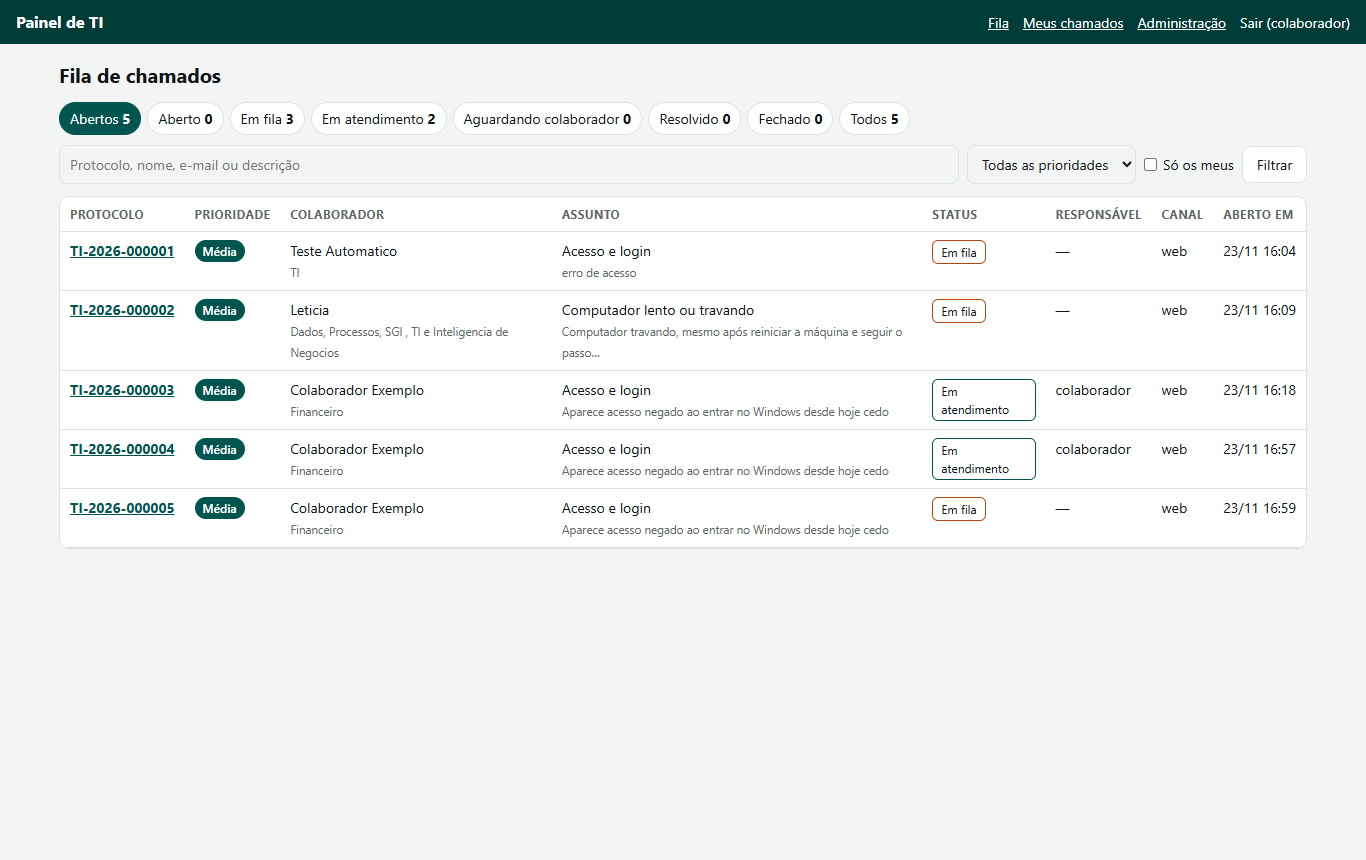 Painel de TI Fila Meus chamados Administração Sair (colaborador)
Fila de chamados
Abertos 5 Aberto 0 Em fila 3 Em atendimento 2 Aguardando colaborador 0 Resolvido 0 Fechado 0 Todos 5
Protocolo, nome, e-mail ou descrição Todas as prioridades Só os meus Filtrar
PROTOCOLO PRIORIDADE COLABORADOR ASSUNTO STATUS RESPONSÁVEL CANAL ABERTO EM
TI-2026-000001 Média Teste Automatico Acesso e login Em fila — web 23/11 16:04
TI erro de acesso
TI-2026-000002 Média Leticia Computador lento ou travando Em fila — web 23/11 16:09
Dados, Processos, SGI , TI e Inteligencia de Computador travando, mesmo após reiniciar a máquina e seguir o
Negocios passo...
TI-2026-000003 Média Colaborador Exemplo Acesso e login Em colaborador web 23/11 16:18
Financeiro Aparece acesso negado ao entrar no Windows desde hoje cedo atendimento
TI-2026-000004 Média Colaborador Exemplo Acesso e login Em colaborador web 23/11 16:57
Financeiro Aparece acesso negado ao entrar no Windows desde hoje cedo atendimento
TI-2026-000005 Média Colaborador Exemplo Acesso e login Em fila — web 23/11 16:59
Financeiro Aparece acesso negado ao entrar no Windows desde hoje cedo